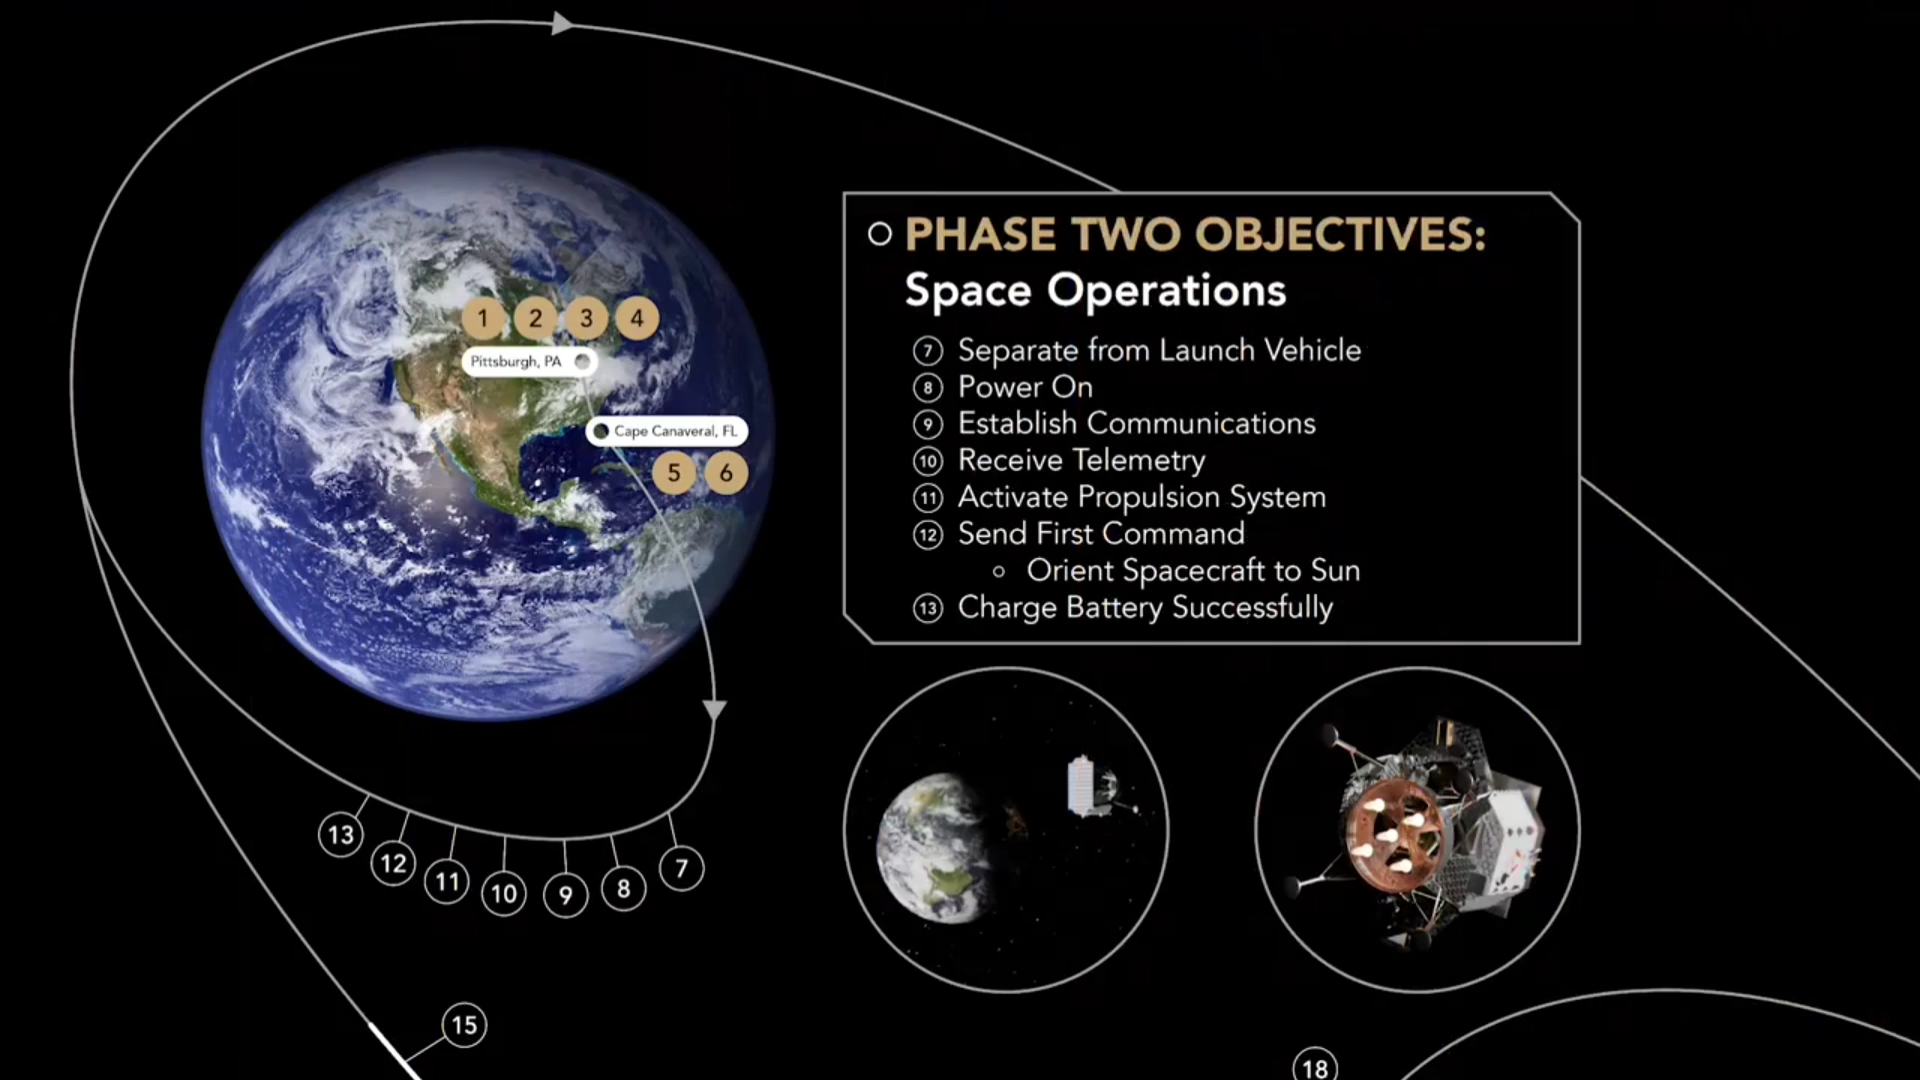 1 2 3 4
Pittsburgh, PA
Cape Canaveral, FL
5 6
PHASE TWO OBJECTIVES:
Space Operations
7 Separate from Launch Vehicle
8 Power On
9 Establish Communications
10 Receive Telemetry
11 Activate Propulsion System
12 Send First Command
Orient Spacecraft to Sun
13 Charge Battery Successfully
13 12 11 10 9 8 7
15
18